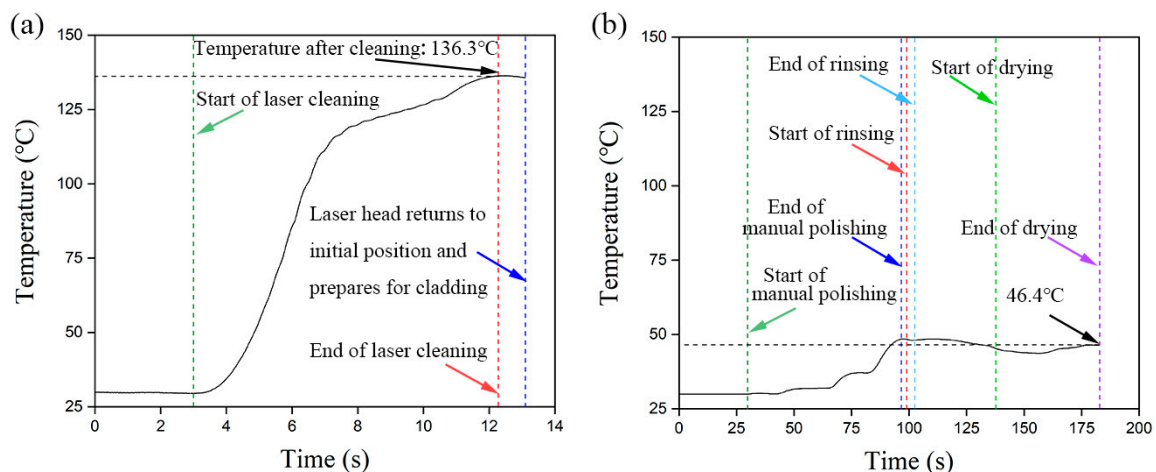 (a)
150
125
100
75
50
25
0
2
4
6
8
10
12
14
Temperature (℃)
Time (s)
Temperature after cleaning: 136.3℃
Start of laser cleaning
Laser head returns to
initial position and
prepares for cladding
End of laser cleaning
(b)
150
125
100
75
50
25
0
25
50
75
100
125
150
175
200
Temperature (℃)
Time (s)
End of rinsing
Start of drying
Start of rinsing
End of
manual polishing
End of drying
Start of
manual polishing
46.4℃